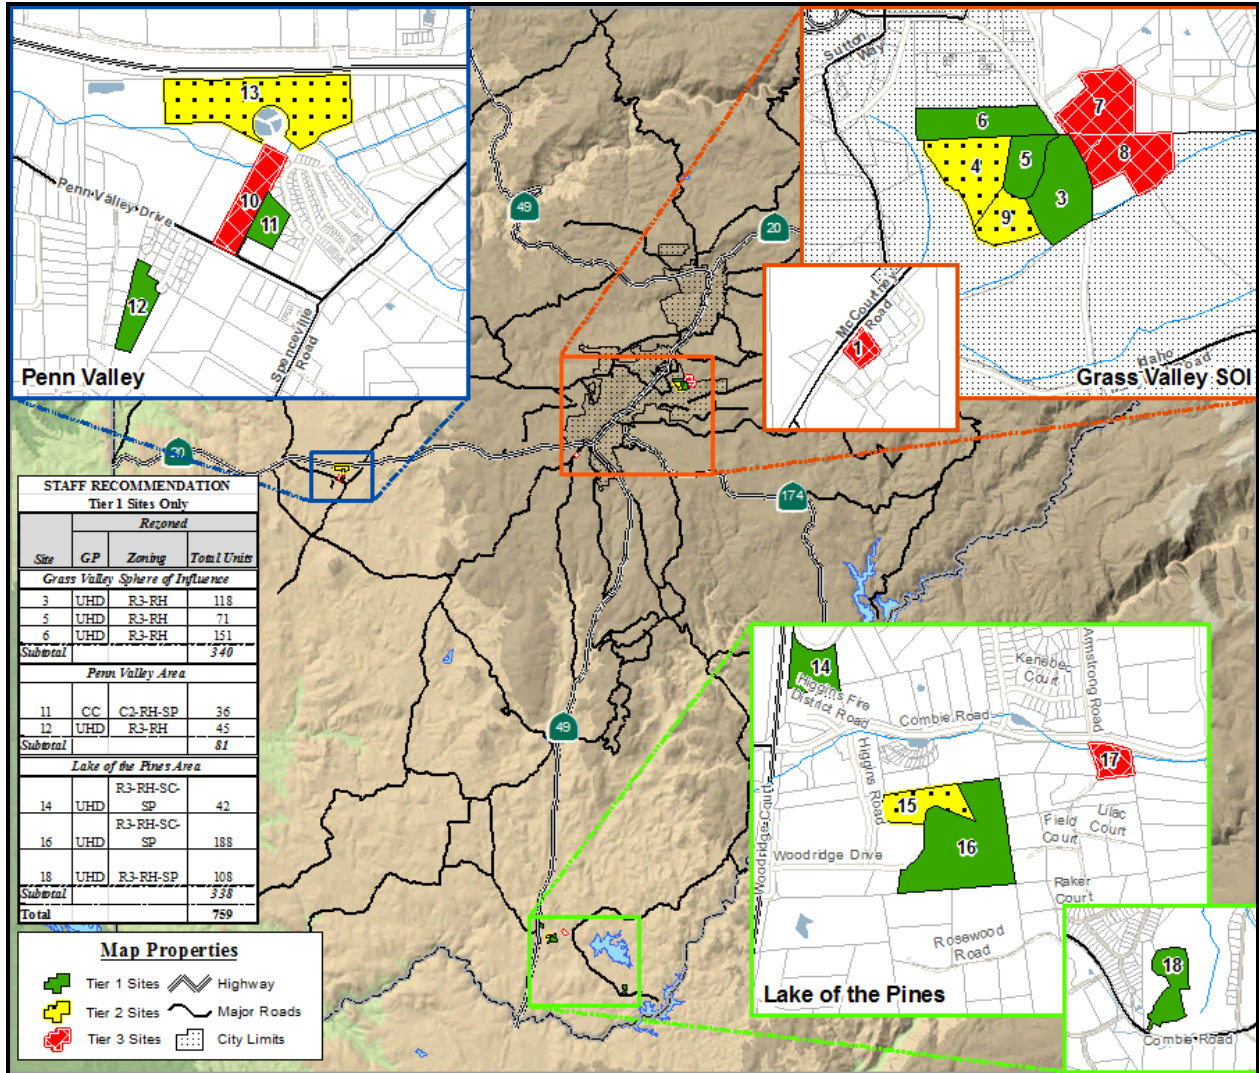 13
Penn Valley Drive
10
11
12
Spenceville
Road
Penn Valley
Sutton
Way
7
6
8
4
5
3
9
McCourtney
Road
1
Idaho
Road
Grass Valley SOI
49
20
20
174
49
STAFF RECOMMENDATION
Tier 1 Sites Only
Rezoned
Site GP Zoning Total Units
Grass Valley Sphere of Influence
3 UHD R3-RH 118
5 UHD R3-RH 71
6 UHD R3-RH 151
Subtotal 340
Penn Valley Area
11 CC C2-RH-SP 36
12 UHD R3-RH 45
Subtotal 81
Lake of the Pines Area
14 UHD R3-RH-SC-SP 42
16 UHD R3-RH-SC-SP 188
18 UHD R3-RH-SP 108
Subtotal 338
Total 759
Map Properties
Tier 1 Sites Highway
Tier 2 Sites Major Roads
Tier 3 Sites City Limits
14
Higgins Fire
District Road
Kenebec
Court
Armstrong Road
Combie Road
Higgins Road
17
15
16
Woodridge Court
Woodridge Drive
Field
Court
Lilac
Court
Raker
Court
Rosewood
Road
Lake of the Pines
18
Combie Road